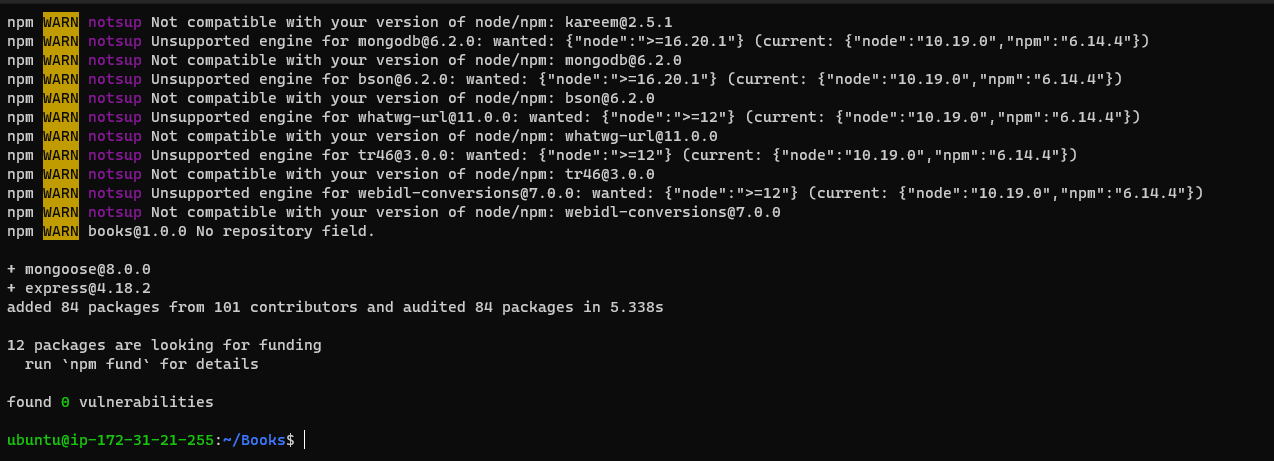 npm WARN notsup Not compatible with your version of node/npm: kareem@2.5.1
npm WARN notsup Unsupported engine for mongodb@6.2.0: wanted: {"node":">=16.20.1"} (current: {"node":"10.19.0","npm":"6.14.4"})
npm WARN notsup Not compatible with your version of node/npm: mongodb@6.2.0
npm WARN notsup Unsupported engine for bson@6.2.0: wanted: {"node":">=16.20.1"} (current: {"node":"10.19.0","npm":"6.14.4"})
npm WARN notsup Not compatible with your version of node/npm: bson@6.2.0
npm WARN notsup Unsupported engine for whatwg-url@11.0.0: wanted: {"node":">=12"} (current: {"node":"10.19.0","npm":"6.14.4"})
npm WARN notsup Not compatible with your version of node/npm: whatwg-url@11.0.0
npm WARN notsup Unsupported engine for tr46@3.0.0: wanted: {"node":">=12"} (current: {"node":"10.19.0","npm":"6.14.4"})
npm WARN notsup Not compatible with your version of node/npm: tr46@3.0.0
npm WARN notsup Unsupported engine for webidl-conversions@7.0.0: wanted: {"node":">=12"} (current: {"node":"10.19.0","npm":"6.14.4"})
npm WARN notsup Not compatible with your version of node/npm: webidl-conversions@7.0.0
npm WARN books@1.0.0 No repository field.
+ mongoose@8.0.0
+ express@4.18.2
added 84 packages from 101 contributors and audited 84 packages in 5.338s
12 packages are looking for funding
  run `npm fund` for details
found 0 vulnerabilities
ubuntu@ip-172-31-21-255:~/Books$